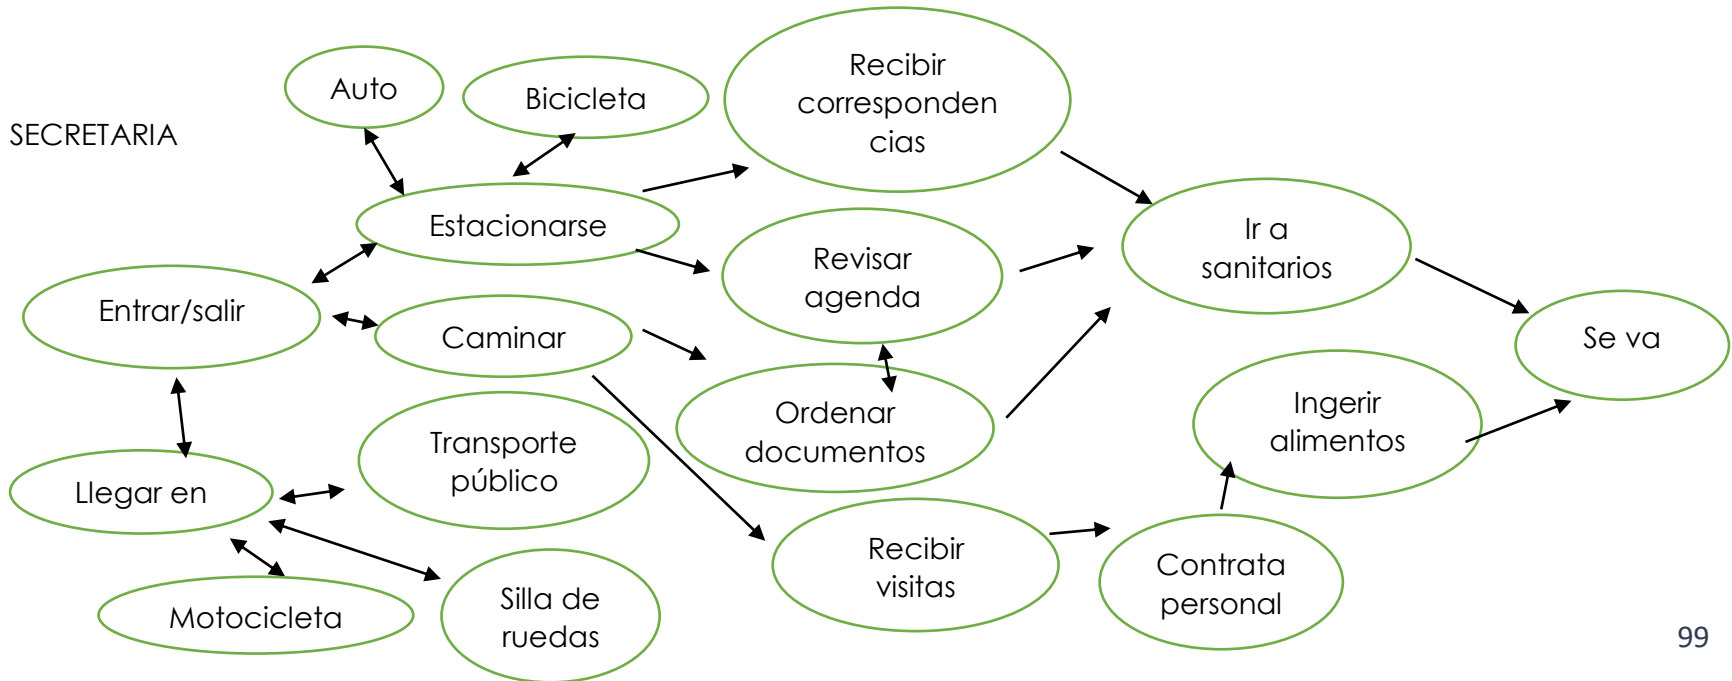 SECRETARIA
Auto
Bicicleta
Recibir
corresponden
cias
Estacionarse
Revisar
agenda
Ir a
sanitarios
Entrar/salir
Caminar
Se va
Ordenar
documentos
Ingerir
alimentos
Transporte
público
Llegar en
Recibir
visitas
Contrata
personal
Motocicleta
Silla de
ruedas
99